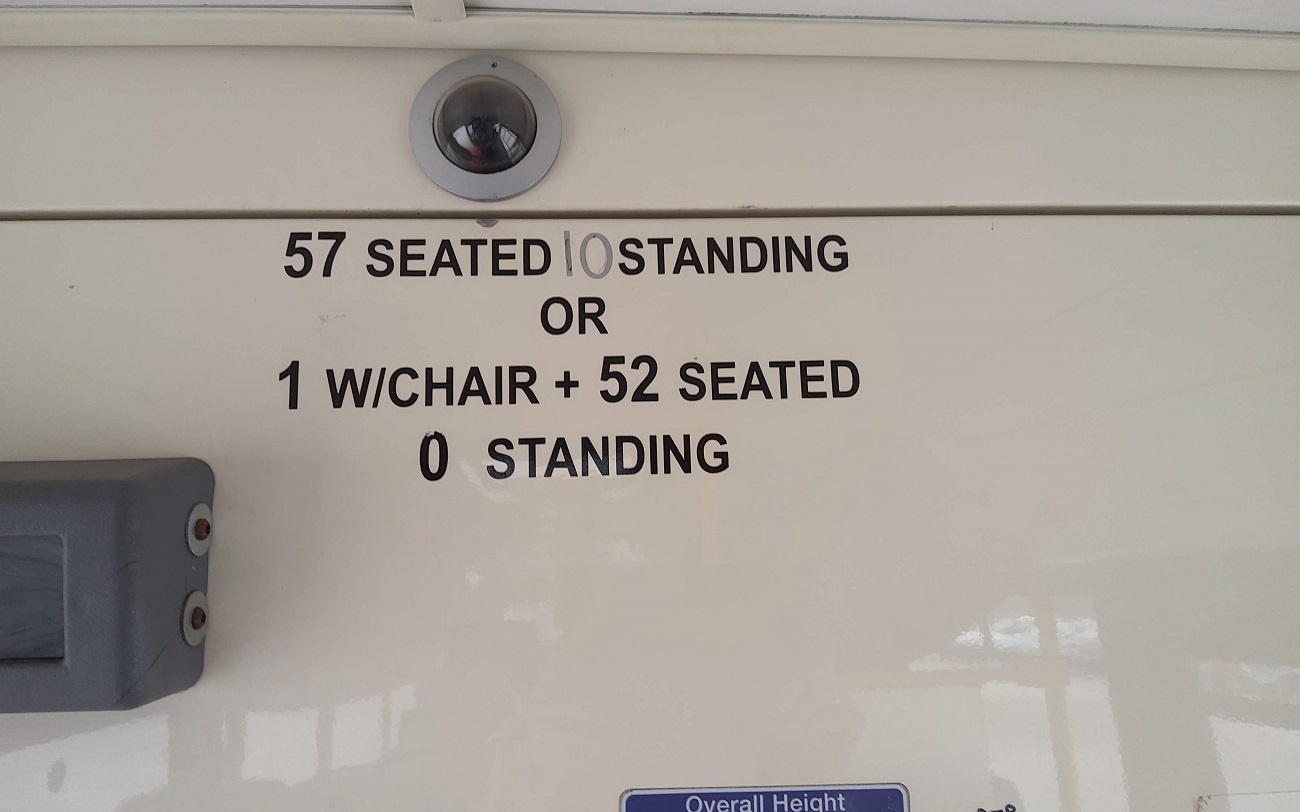 57 SEATED 10 STANDING
OR
1 W/CHAIR + 52 SEATED
0 STANDING
Overall Height